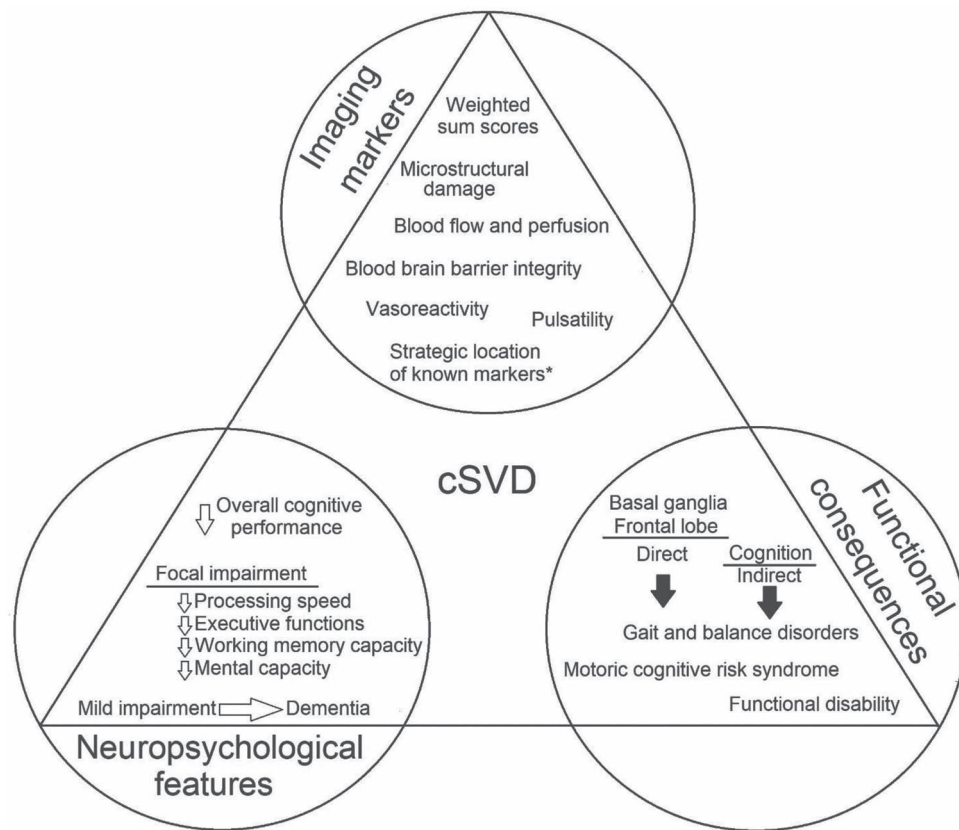 Imaging
markers
Weighted
sum scores
Microstructural
damage
Blood flow and perfusion
Blood brain barrier integrity
Vasoreactivity
Pulsatility
Strategic location
of known markers*
cSVD
Overall cognitive
performance
Focal impairment
Processing speed
Executive functions
Working memory capacity
Mental capacity
Mild impairment
Dementia
Neuropsychological
features
Functional
consequences
Basal ganglia
Frontal lobe
Direct
Cognition
Indirect
Gait and balance disorders
Motoric cognitive risk syndrome
Functional disability